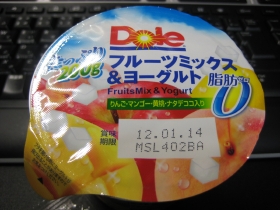 Dole
フルーツミックス
&ヨーグルト
FruitsMix & Yogurt
脂肪
0
りんご・マンゴー・黄桃・ナタデココ入り
賞味
期限
12.01.14
MSL402BA